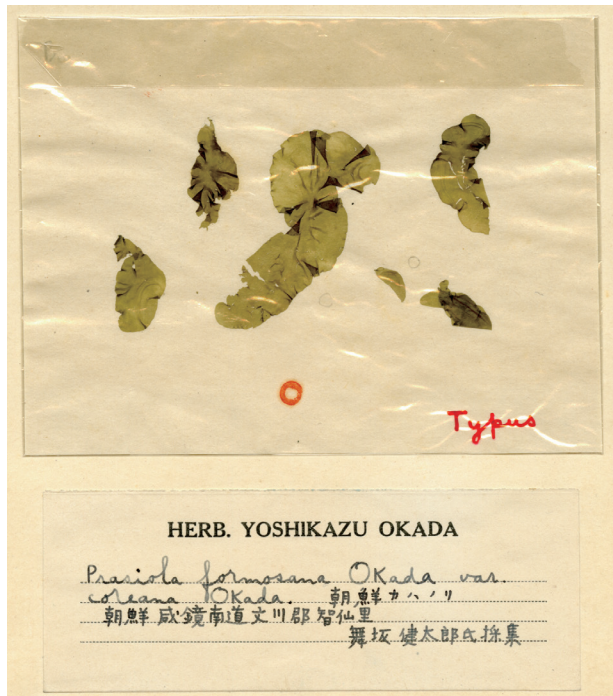 Typus
HERB. YOSHIKAZU OKADA
Prasiola formosana Okada var.
coreana Okada. 朝鮮カハノリ
朝鮮 咸鏡南道文川郡智仙里
舞坂 健太郎氏採集